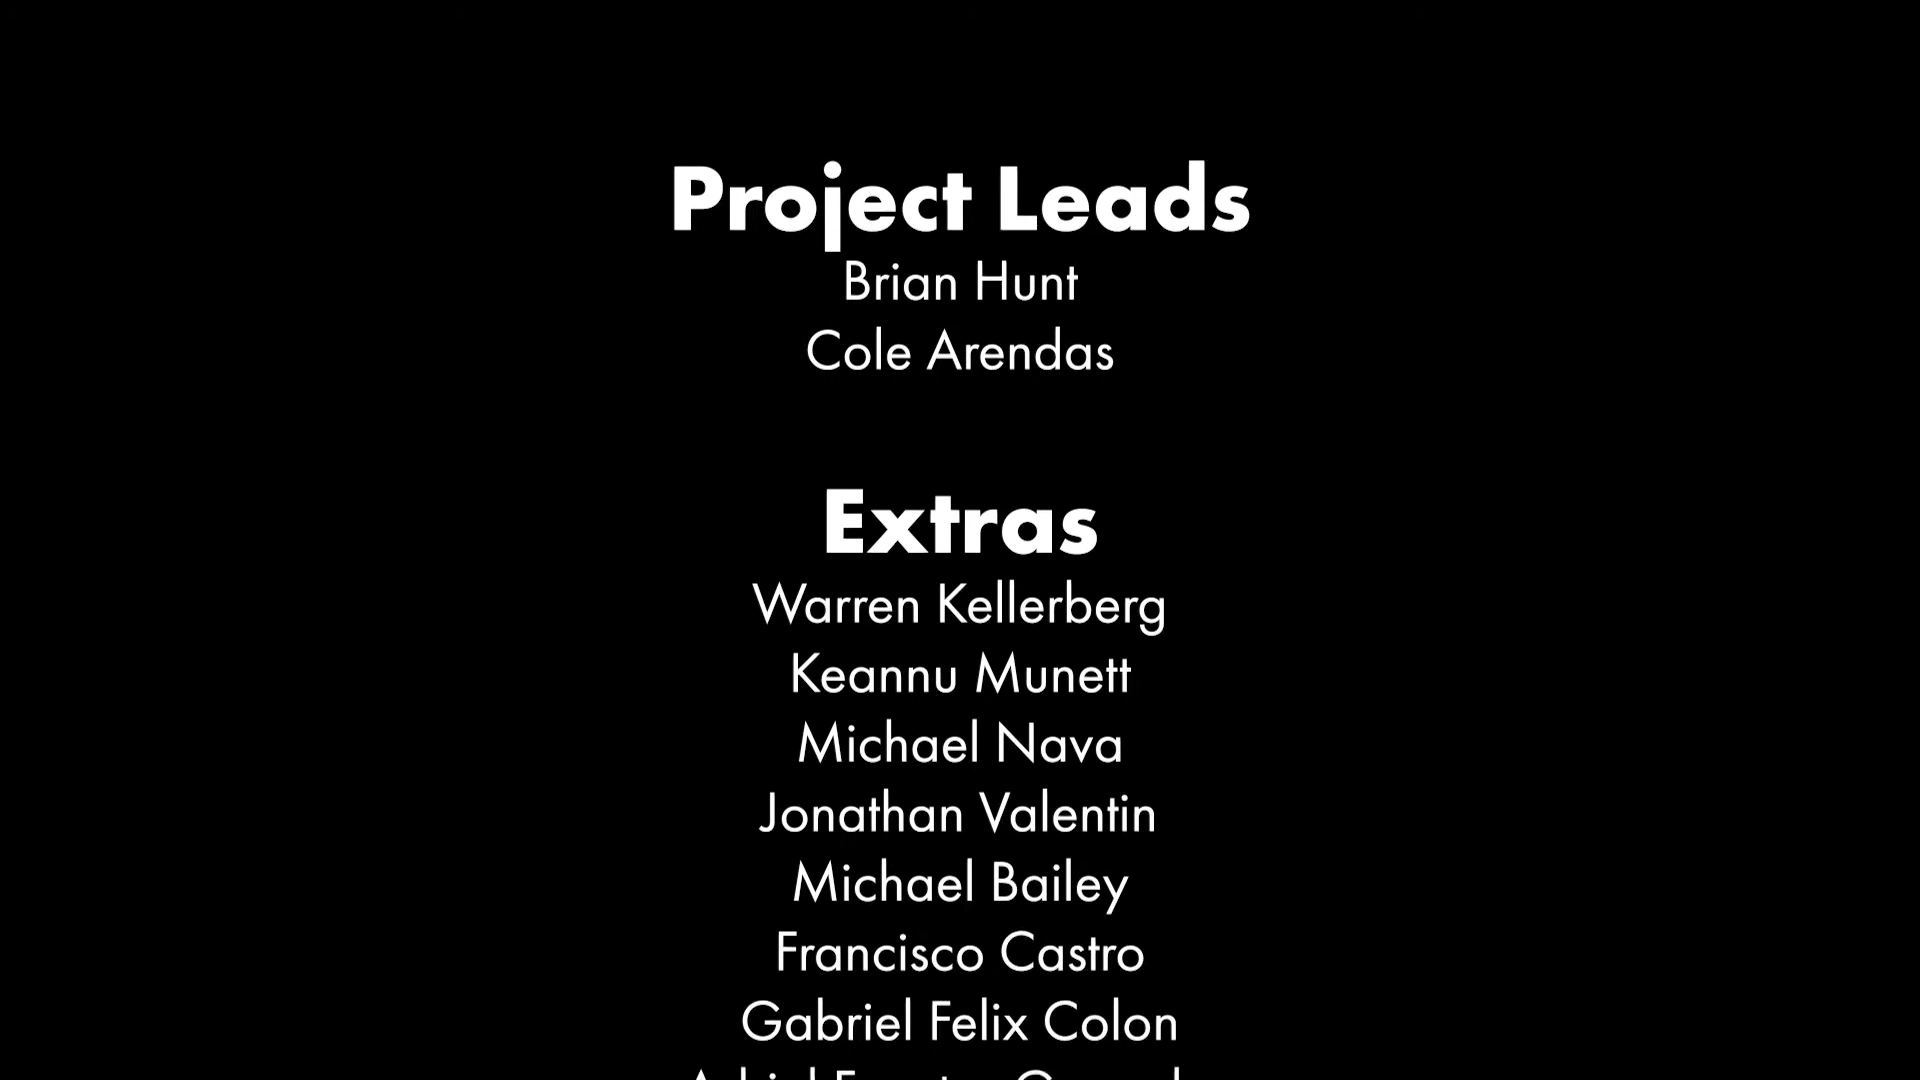 Project Leads
Brian Hunt
Cole Arendas
Extras
Warren Kellerberg
Keannu Munett
Michael Nava
Jonathan Valentin
Michael Bailey
Francisco Castro
Gabriel Felix Colon